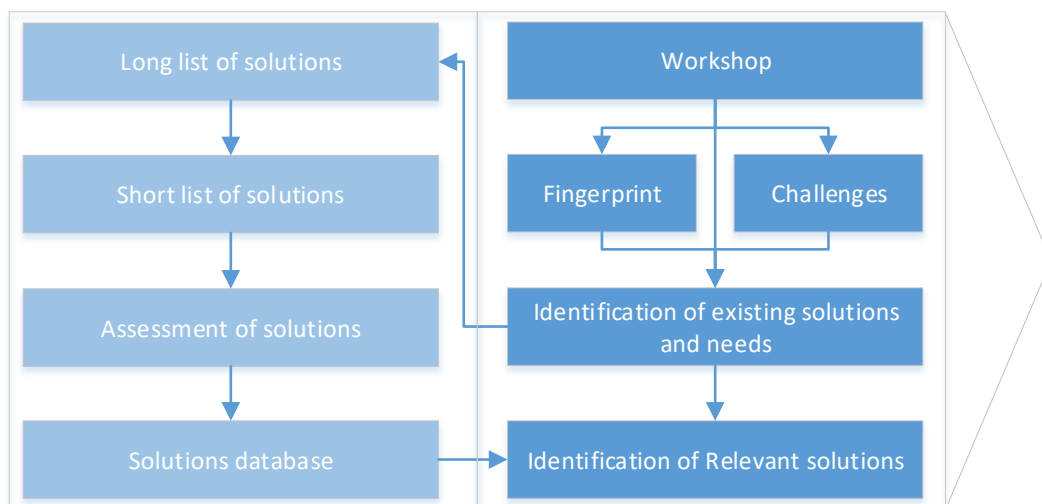 Long list of solutions
Short list of solutions
Assessment of solutions
Solutions database
Workshop
Fingerprint
Challenges
Identification of existing solutions
and needs
Identification of Relevant solutions